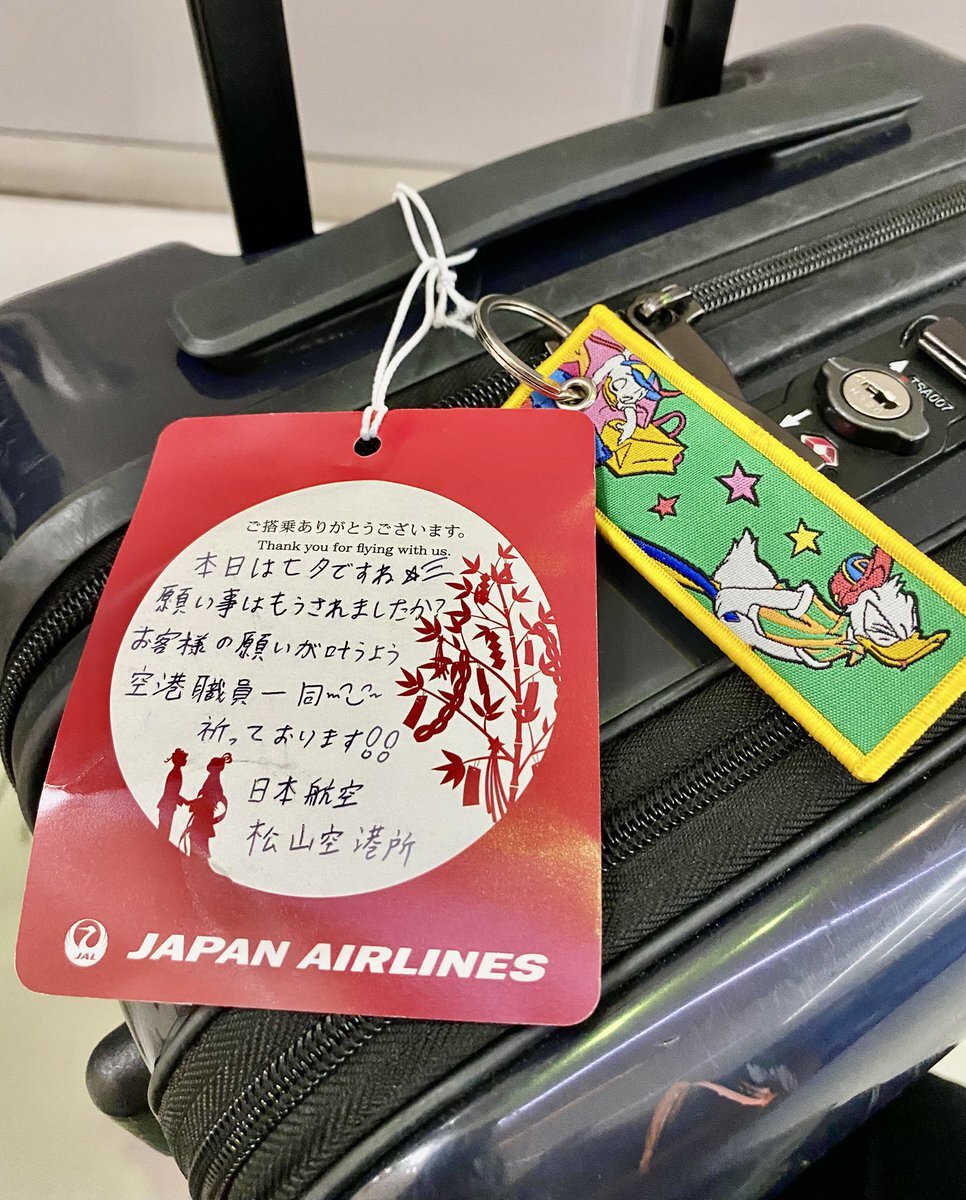 ご搭乗ありがとうございます。
Thank you for flying with us.
本日は七夕ですね☆彡
願い事はもうされましたか?
お客様の願いが叶うよう
空港職員一同
祈っております!!
日本航空
松山空港所
JAL
JAPAN AIRLINES
TSA007